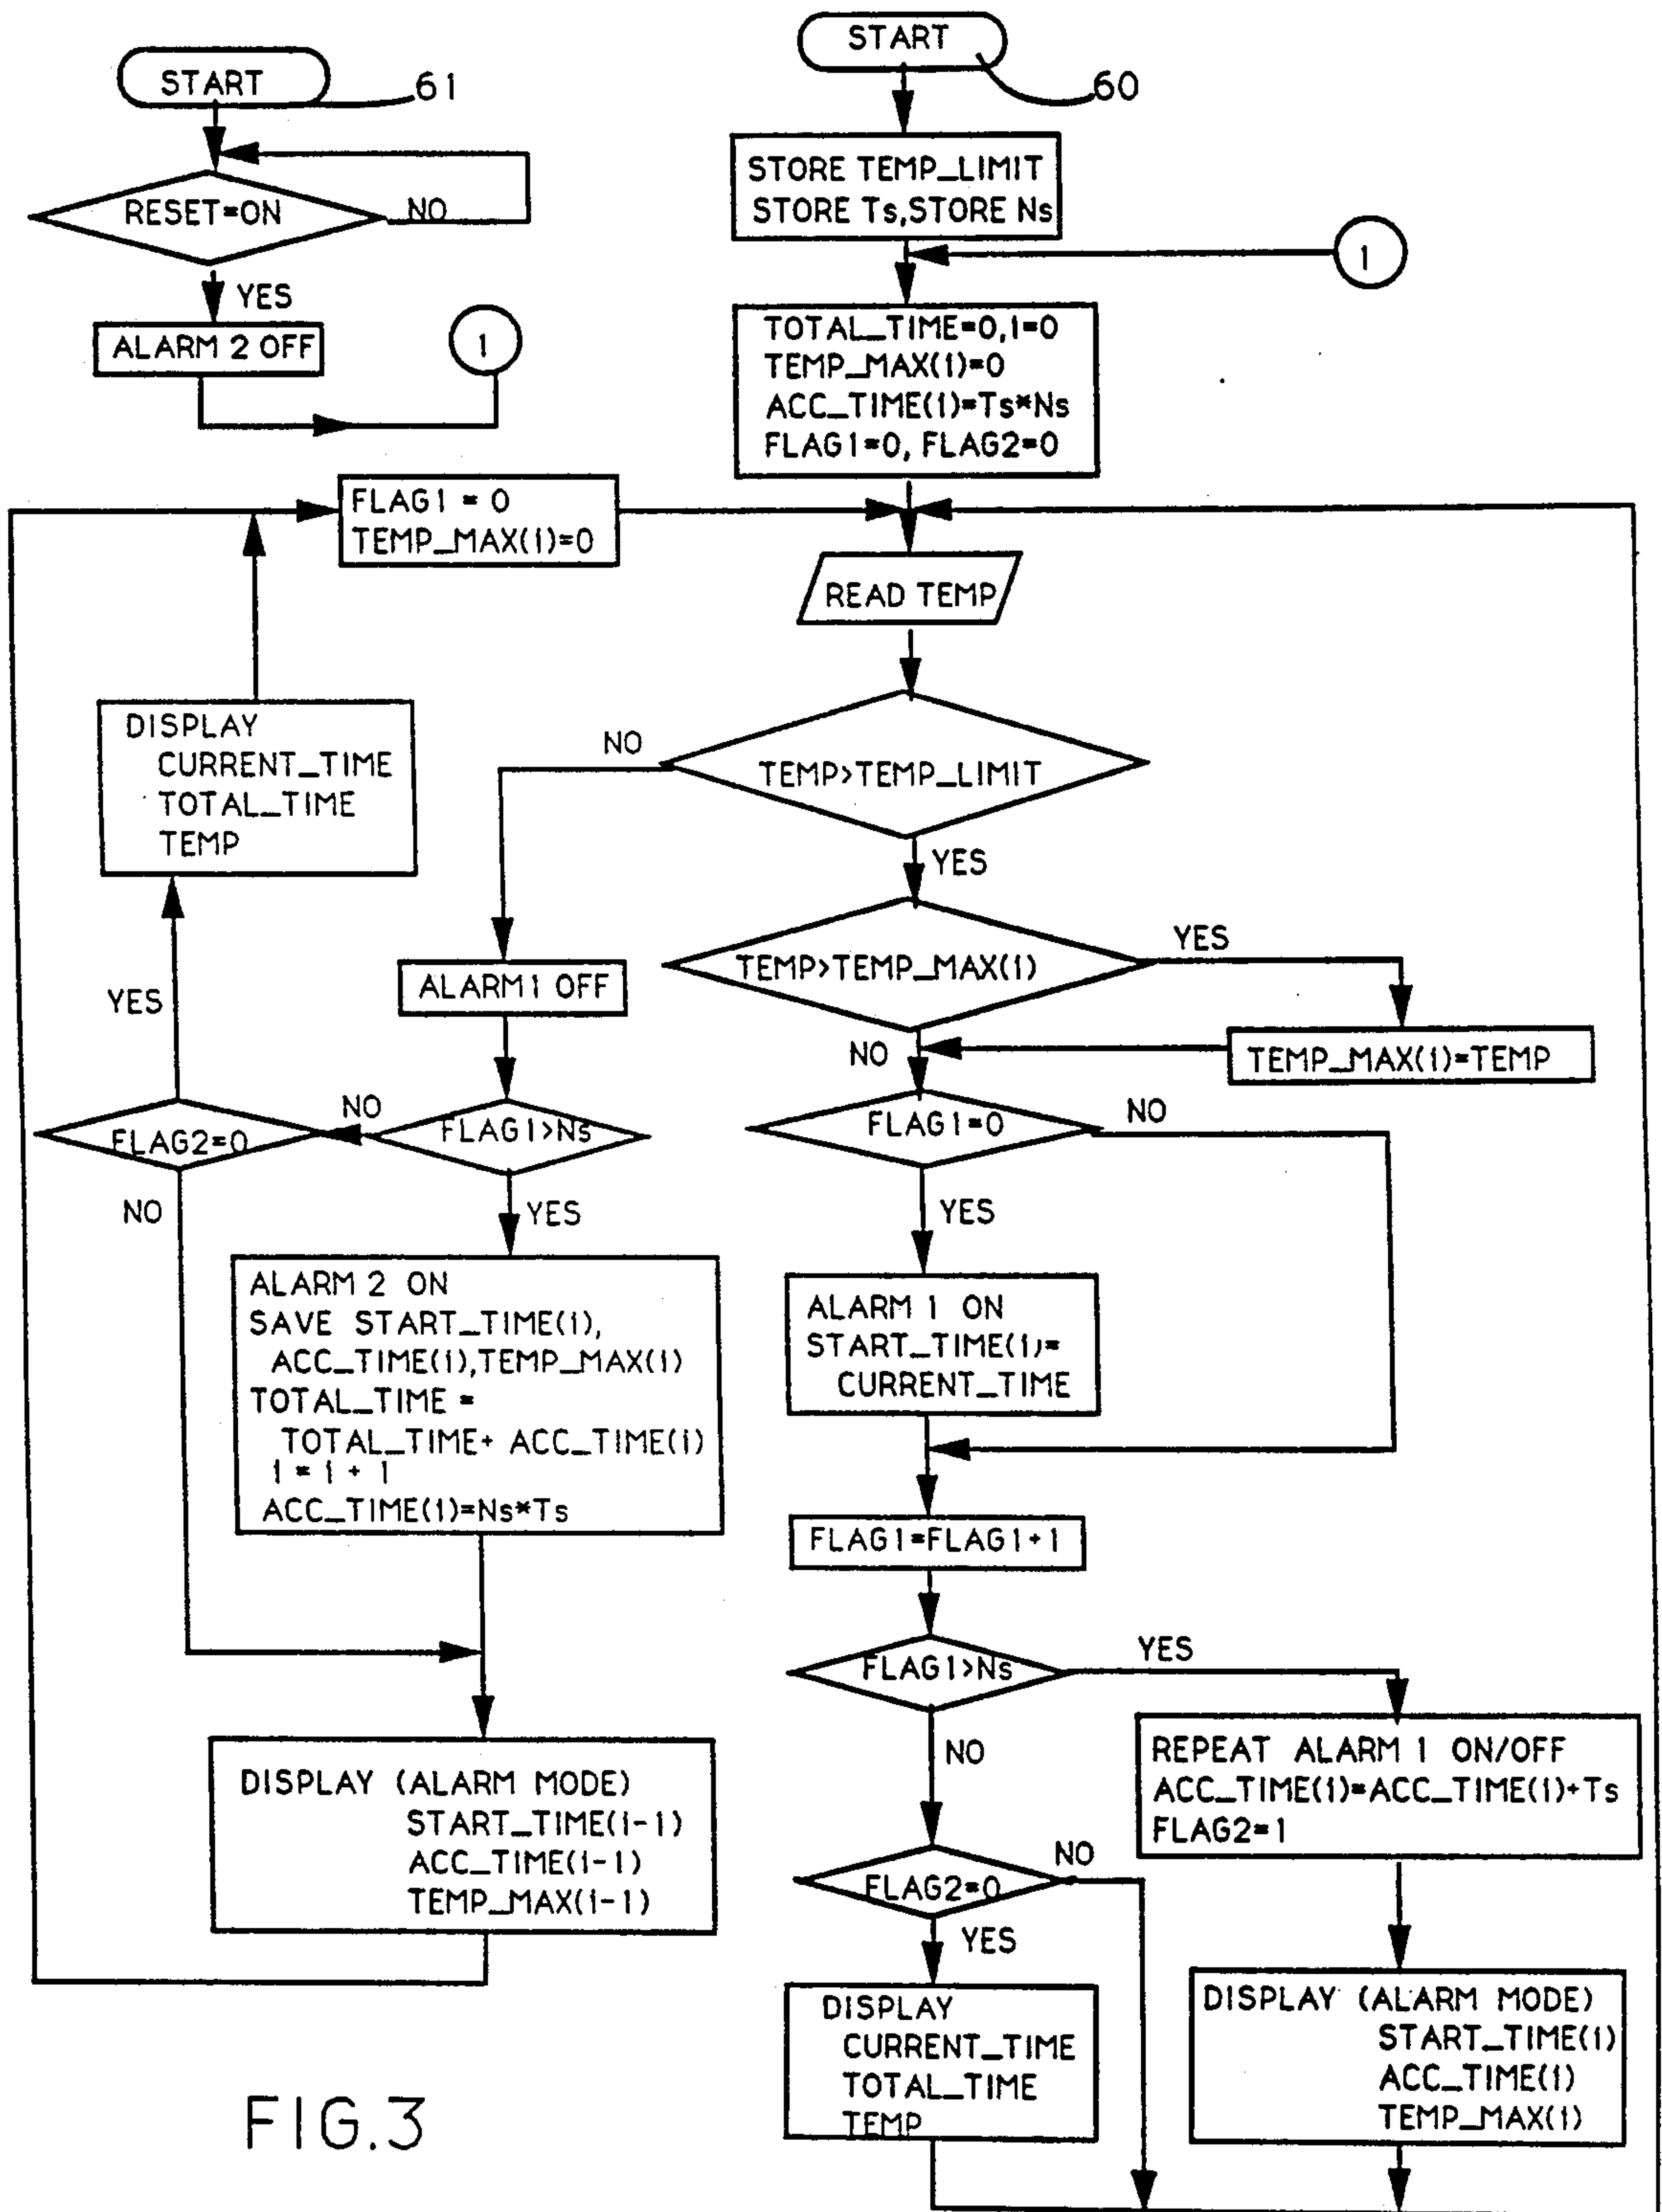 START
61
RESET=ON
NO
YES
ALARM 2 OFF
1
START
60
STORE TEMP_LIMIT
STORE Ts,STORE Ns
1
TOTAL_TIME=0,i=0
TEMP_MAX(i)=0
ACC_TIME(i)=Ts*Ns
FLAG1=0, FLAG2=0
FLAG1 = 0
TEMP_MAX(i)=0
READ TEMP
TEMP>TEMP_LIMIT
NO
YES
DISPLAY
CURRENT_TIME
TOTAL_TIME
TEMP
TEMP>TEMP_MAX(i)
YES
NO
TEMP_MAX(i)=TEMP
ALARM1 OFF
YES
FLAG2=0
NO
NO
FLAG1>Ns
YES
FLAG1=0
NO
YES
ALARM 2 ON
SAVE START_TIME(i),
ACC_TIME(i),TEMP_MAX(i)
TOTAL_TIME =
TOTAL_TIME+ ACC_TIME(i)
i = i + 1
ACC_TIME(i)=Ns*Ts
ALARM 1 ON
START_TIME(i)=
CURRENT_TIME
FLAG1=FLAG1+1
FLAG1>Ns
YES
NO
DISPLAY (ALARM MODE)
START_TIME(i-1)
ACC_TIME(i-1)
TEMP_MAX(i-1)
REPEAT ALARM 1 ON/OFF
ACC_TIME(i)=ACC_TIME(i)+Ts
FLAG2=1
FLAG2=0
NO
YES
DISPLAY
CURRENT_TIME
TOTAL_TIME
TEMP
DISPLAY (ALARM MODE)
START_TIME(i)
ACC_TIME(i)
TEMP_MAX(i)
FIG.3